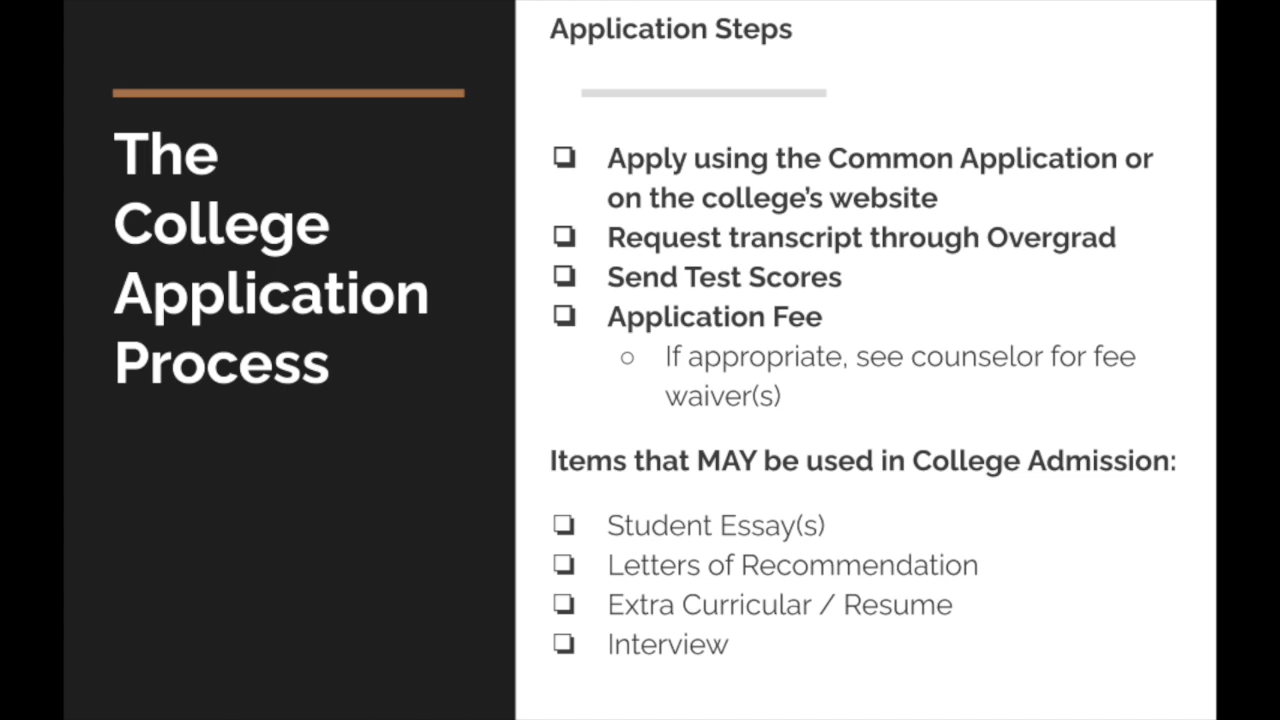 The
College
Application
Process
Application Steps
❏ Apply using the Common Application or
on the college's website
❏ Request transcript through Overgrad
❏ Send Test Scores
❏ Application Fee
○ If appropriate, see counselor for fee
waiver(s)
Items that MAY be used in College Admission:
❏ Student Essay(s)
❏ Letters of Recommendation
❏ Extra Curricular / Resume
❏ Interview